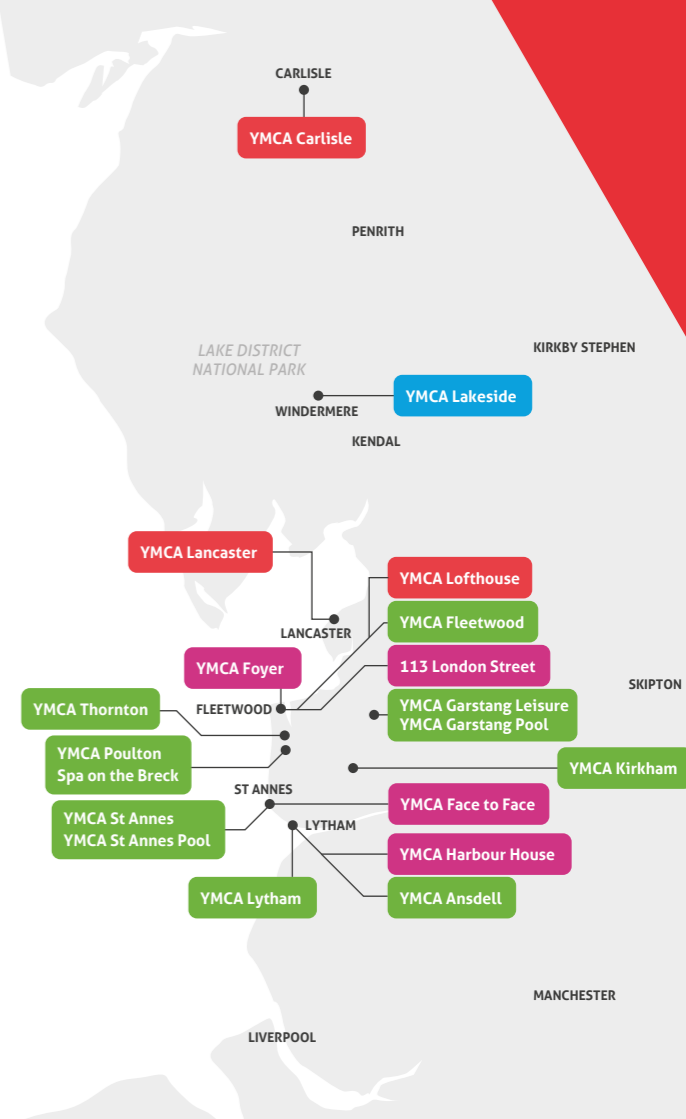 CARLISLE
YMCA Carlisle
PENRITH
LAKE DISTRICT
NATIONAL PARK
KIRKBY STEPHEN
YMCA Lakeside
WINDERMERE
KENDAL
YMCA Lancaster
YMCA Lofthouse
YMCA Fleetwood
LANCASTER
YMCA Foyer
113 London Street
SKIPTON
YMCA Thornton
FLEETWOOD
YMCA Garstang Leisure
YMCA Garstang Pool
YMCA Poulton
Spa on the Breck
YMCA Kirkham
ST ANNES
YMCA Face to Face
YMCA St Annes
YMCA St Annes Pool
LYTHAM
YMCA Harbour House
YMCA Lytham
YMCA Ansdell
MANCHESTER
LIVERPOOL